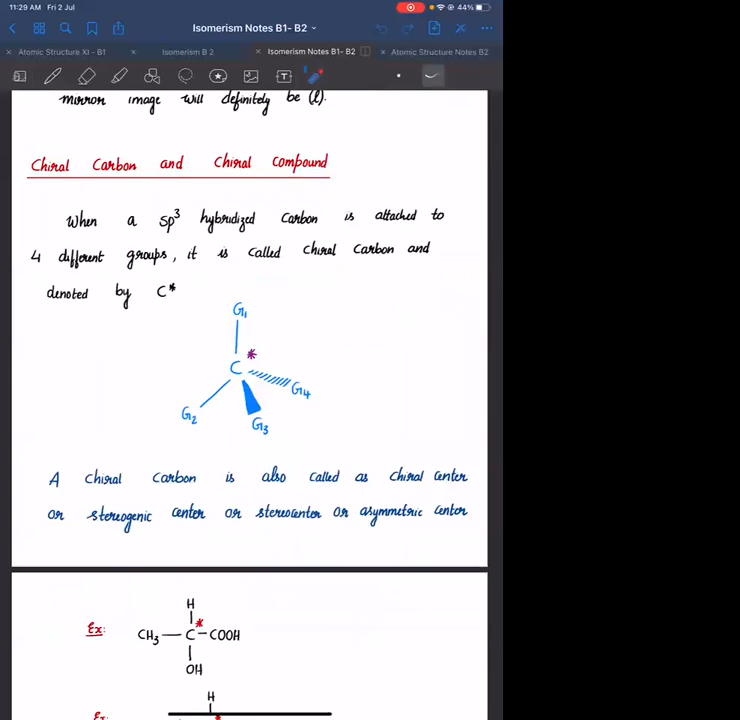 11:29 AM Fri 2 Jul
44%
Isomerism Notes B1- B2
Atomic Structure XI - B1
Isomerism B 2
Isomerism Notes B1- B2
Atomic Structure Notes B2
mirror image will definitely be (l).
Chiral Carbon and Chiral Compound
When a sp³ hybridized Carbon is attached to
4 different groups, it is called Chiral Carbon and
denoted by C*
G₁
*
C
G₄
G₂
G₃
A Chiral Carbon is also called as Chiral Center
or stereogenic center or stereocenter or asymmetric center
Ex:
H
*
CH₃ — C – COOH
OH
H
Ex:
*